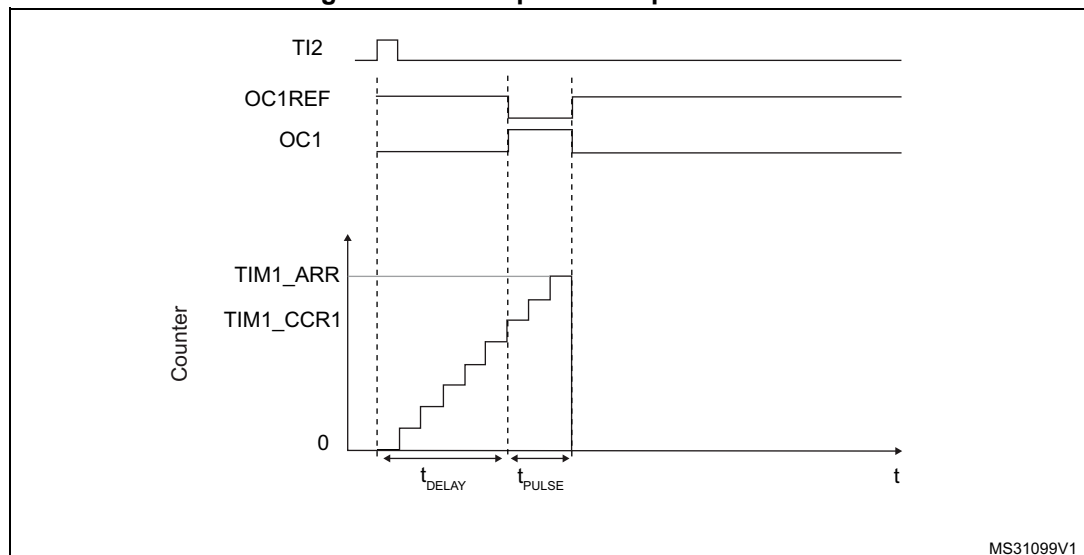 TI2
OC1REF
OC1
TIM1_ARR
TIM1_CCR1
Counter
0
tDELAY
tPULSE
t
MS31099V1